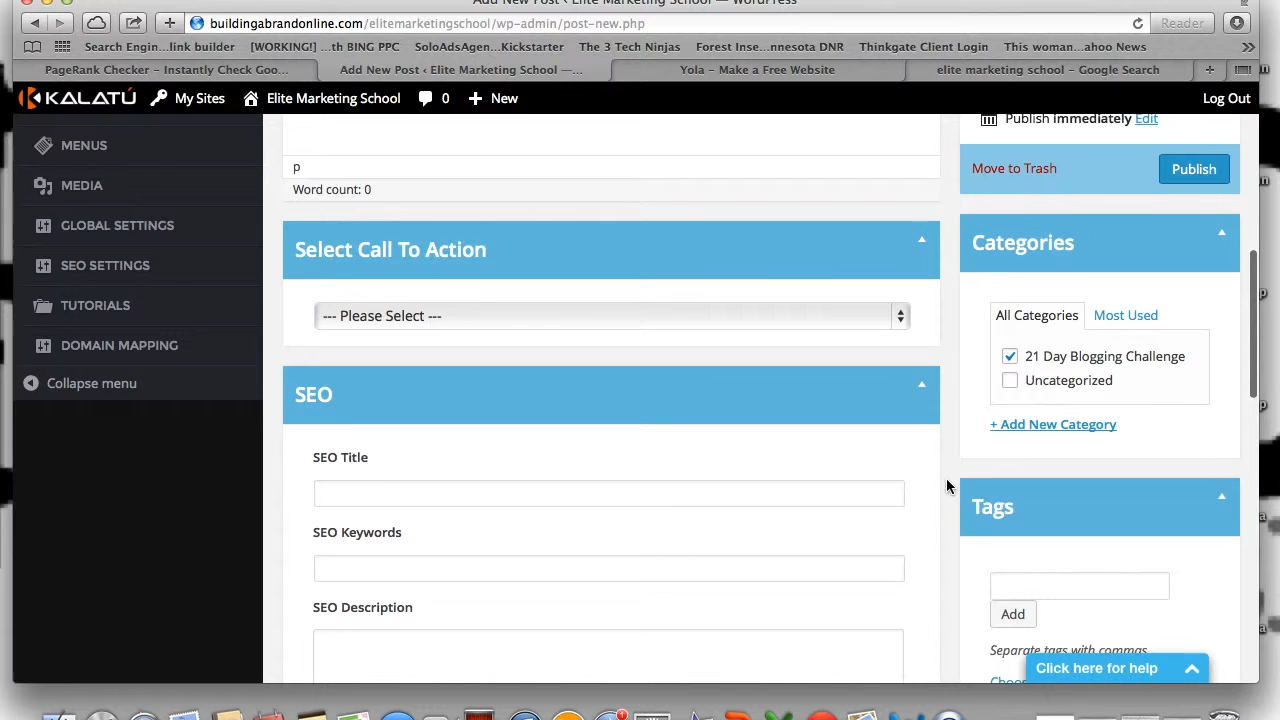 Add New Post ‹ Elite Marketing School — WordPress
buildingabrandonline.com/elitemarketingschool/wp-admin/post-new.php
Reader
Search Engin...link builder [WORKING!] ...th BING PPC SoloAdsAgen...Kickstarter The 3 Tech Ninjas Forest Inse...nnesota DNR Thinkgate Client Login This woman...ahoo News
PageRank Checker – Instantly Check Goo... Add New Post ‹ Elite Marketing School —... Yola – Make a Free Website elite marketing school – Google Search
KALATÚ My Sites Elite Marketing School 0 New Log Out
MENUS
MEDIA
GLOBAL SETTINGS
SEO SETTINGS
TUTORIALS
DOMAIN MAPPING
Collapse menu
p
Word count: 0
Select Call To Action
--- Please Select ---
SEO
SEO Title
SEO Keywords
SEO Description
Publish immediately Edit
Move to Trash Publish
Categories
All Categories Most Used
21 Day Blogging Challenge
Uncategorized
+ Add New Category
Tags
Add
Separate tags with commas
Click here for help